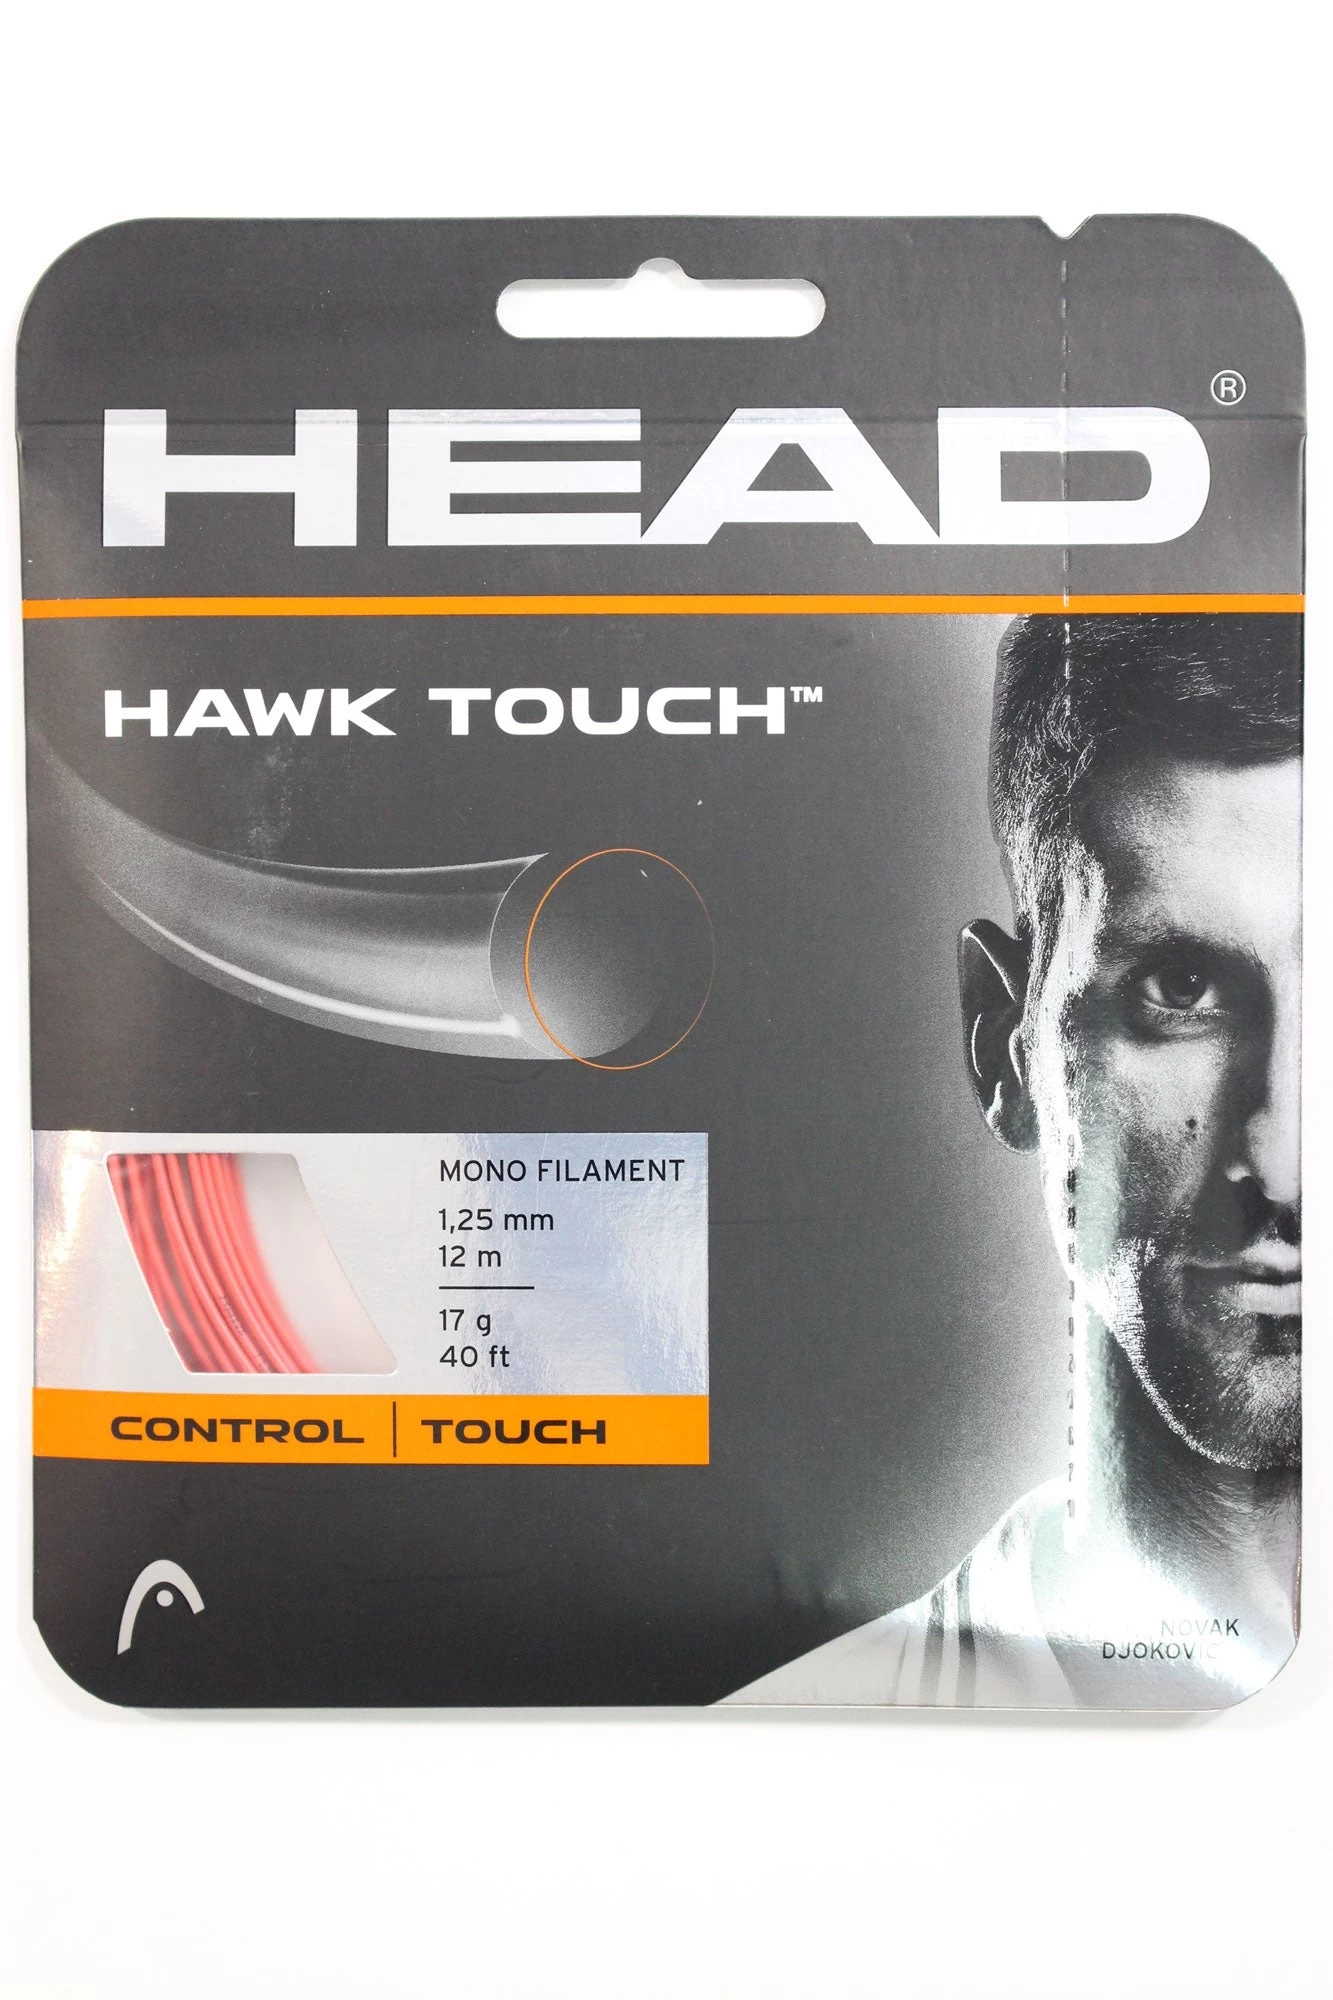 HEAD®
HAWK TOUCH™
MONO FILAMENT
1,25 mm
12 m
17 g
40 ft
CONTROL | TOUCH
NOVAK
DJOKOVIC